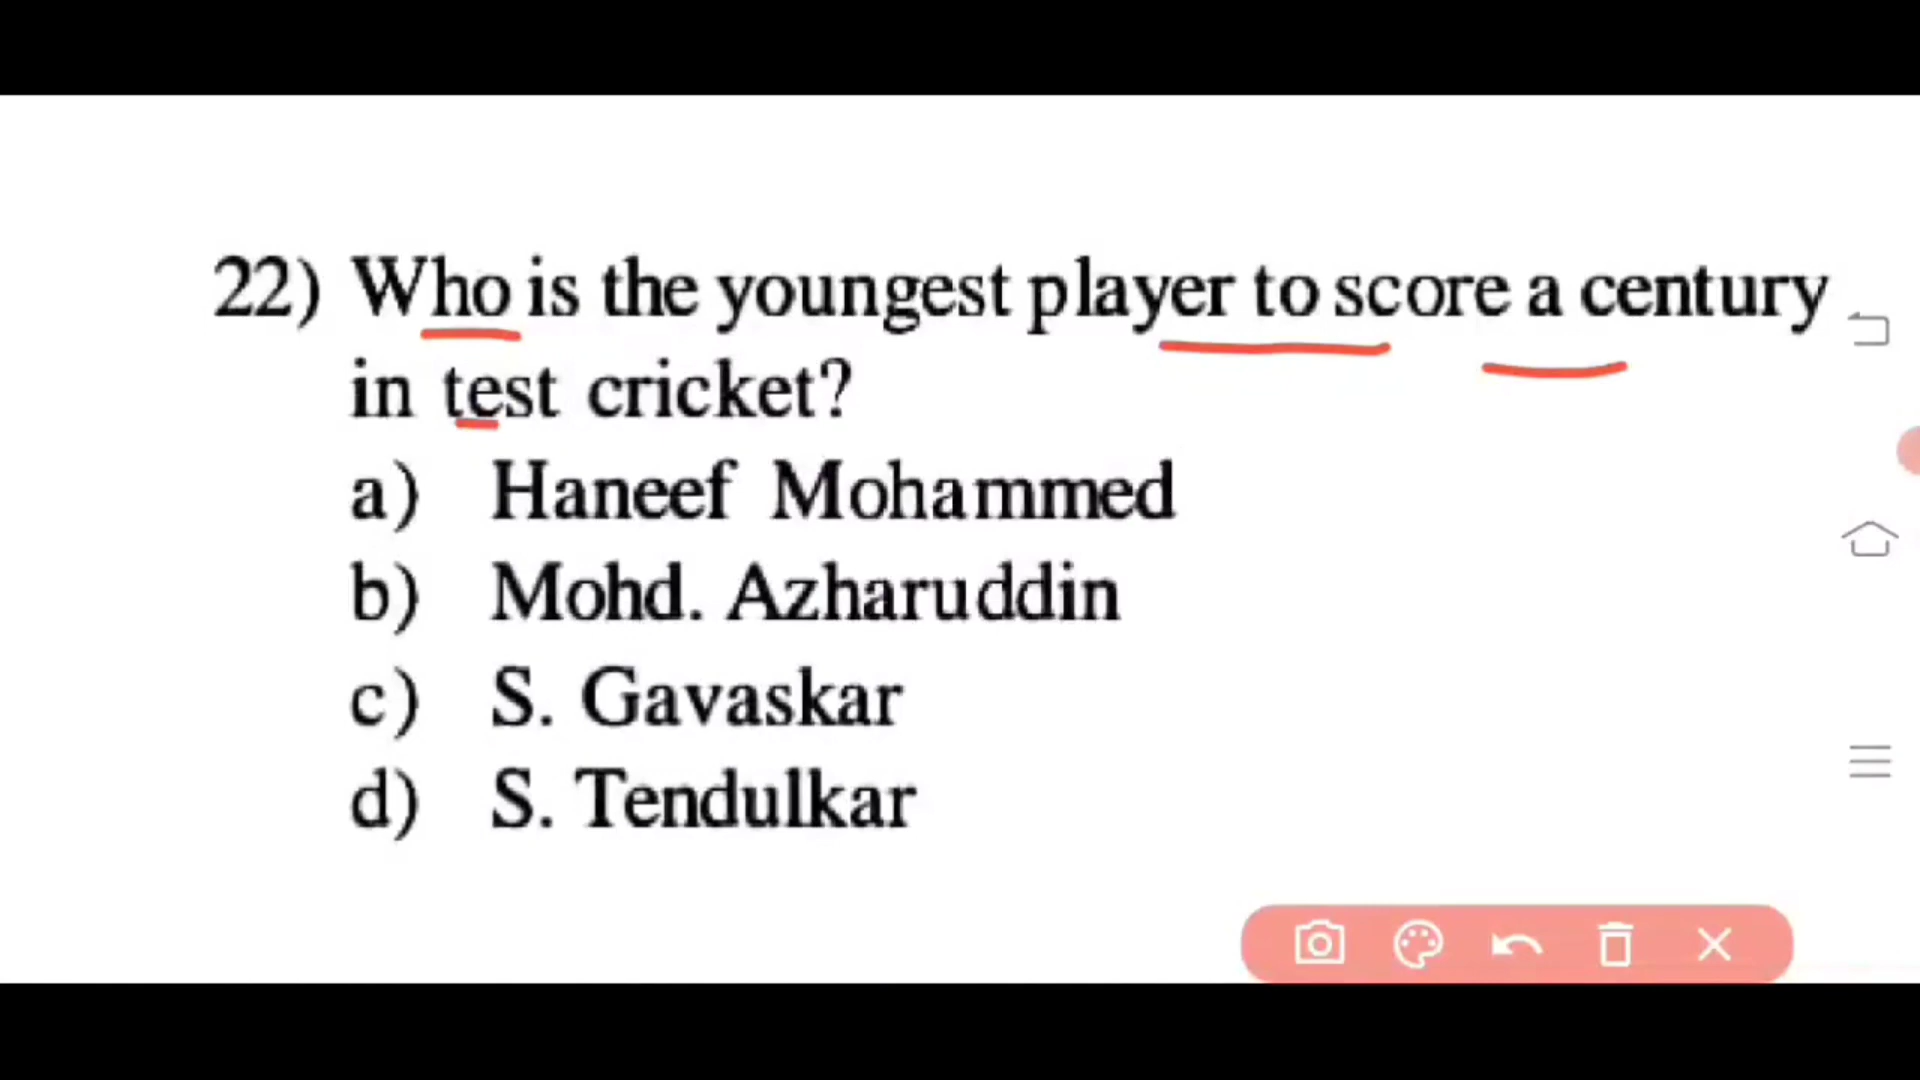 22) Who is the youngest player to score a century
in test cricket?
a) Haneef Mohammed
b) Mohd. Azharuddin
c) S. Gavaskar
d) S. Tendulkar